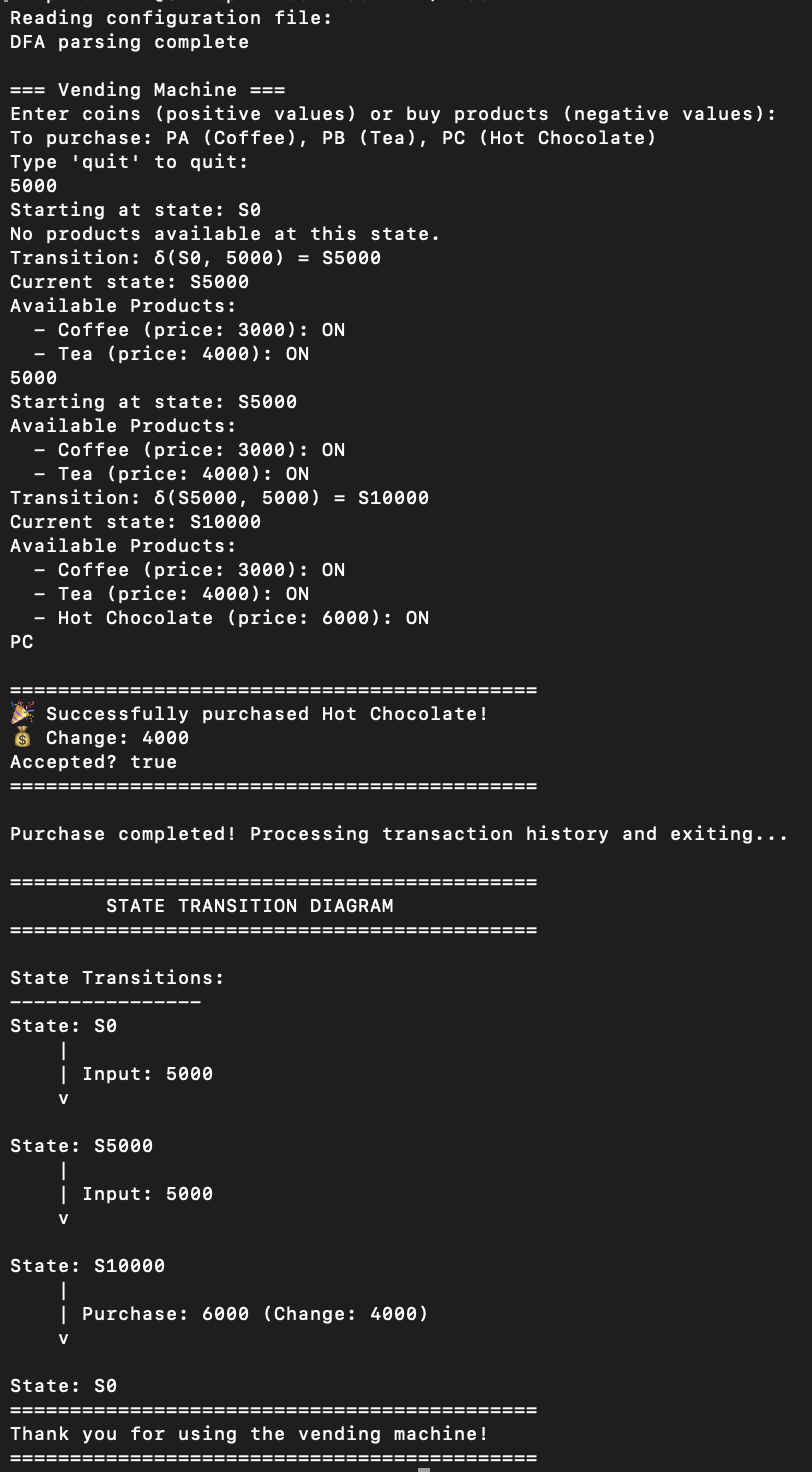 Reading configuration file:
DFA parsing complete

=== Vending Machine ===
Enter coins (positive values) or buy products (negative values):
To purchase: PA (Coffee), PB (Tea), PC (Hot Chocolate)
Type 'quit' to quit:
5000
Starting at state: S0
No products available at this state.
Transition: δ(S0, 5000) = S5000
Current state: S5000
Available Products:
  - Coffee (price: 3000): ON
  - Tea (price: 4000): ON
5000
Starting at state: S5000
Available Products:
  - Coffee (price: 3000): ON
  - Tea (price: 4000): ON
Transition: δ(S5000, 5000) = S10000
Current state: S10000
Available Products:
  - Coffee (price: 3000): ON
  - Tea (price: 4000): ON
  - Hot Chocolate (price: 6000): ON
PC

============================================
🎉 Successfully purchased Hot Chocolate!
💰 Change: 4000
Accepted? true
============================================

Purchase completed! Processing transaction history and exiting...

============================================
        STATE TRANSITION DIAGRAM
============================================

State Transitions:
----------------
State: S0
    |
    | Input: 5000
    v

State: S5000
    |
    | Input: 5000
    v

State: S10000
    |
    | Purchase: 6000 (Change: 4000)
    v

State: S0
============================================
Thank you for using the vending machine!
============================================